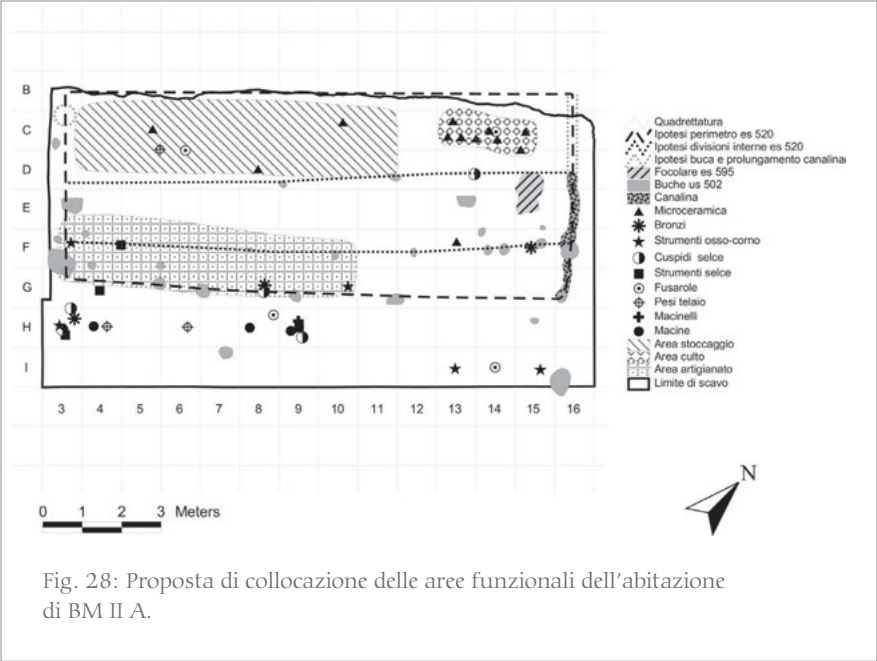 B
C
D
E
F
G
H
I
3 4 5 6 7 8 9 10 11 12 13 14 15 16
Quadrettatura
Ipotesi perimetro es 520
Ipotesi divisioni interne es 520
Ipotesi buca e prolungamento canalina
Focolare es 595
Buche us 502
Canalina
Microceramica
Bronzi
Strumenti osso-corno
Cuspidi selce
Strumenti selce
Fusarole
Pesi telaio
Macinelli
Macine
Area stoccaggio
Area culto
Area artigianato
Limite di scavo
N
0 1 2 3 Meters
Fig. 28: Proposta di collocazione delle aree funzionali dell'abitazione
di BM II A.